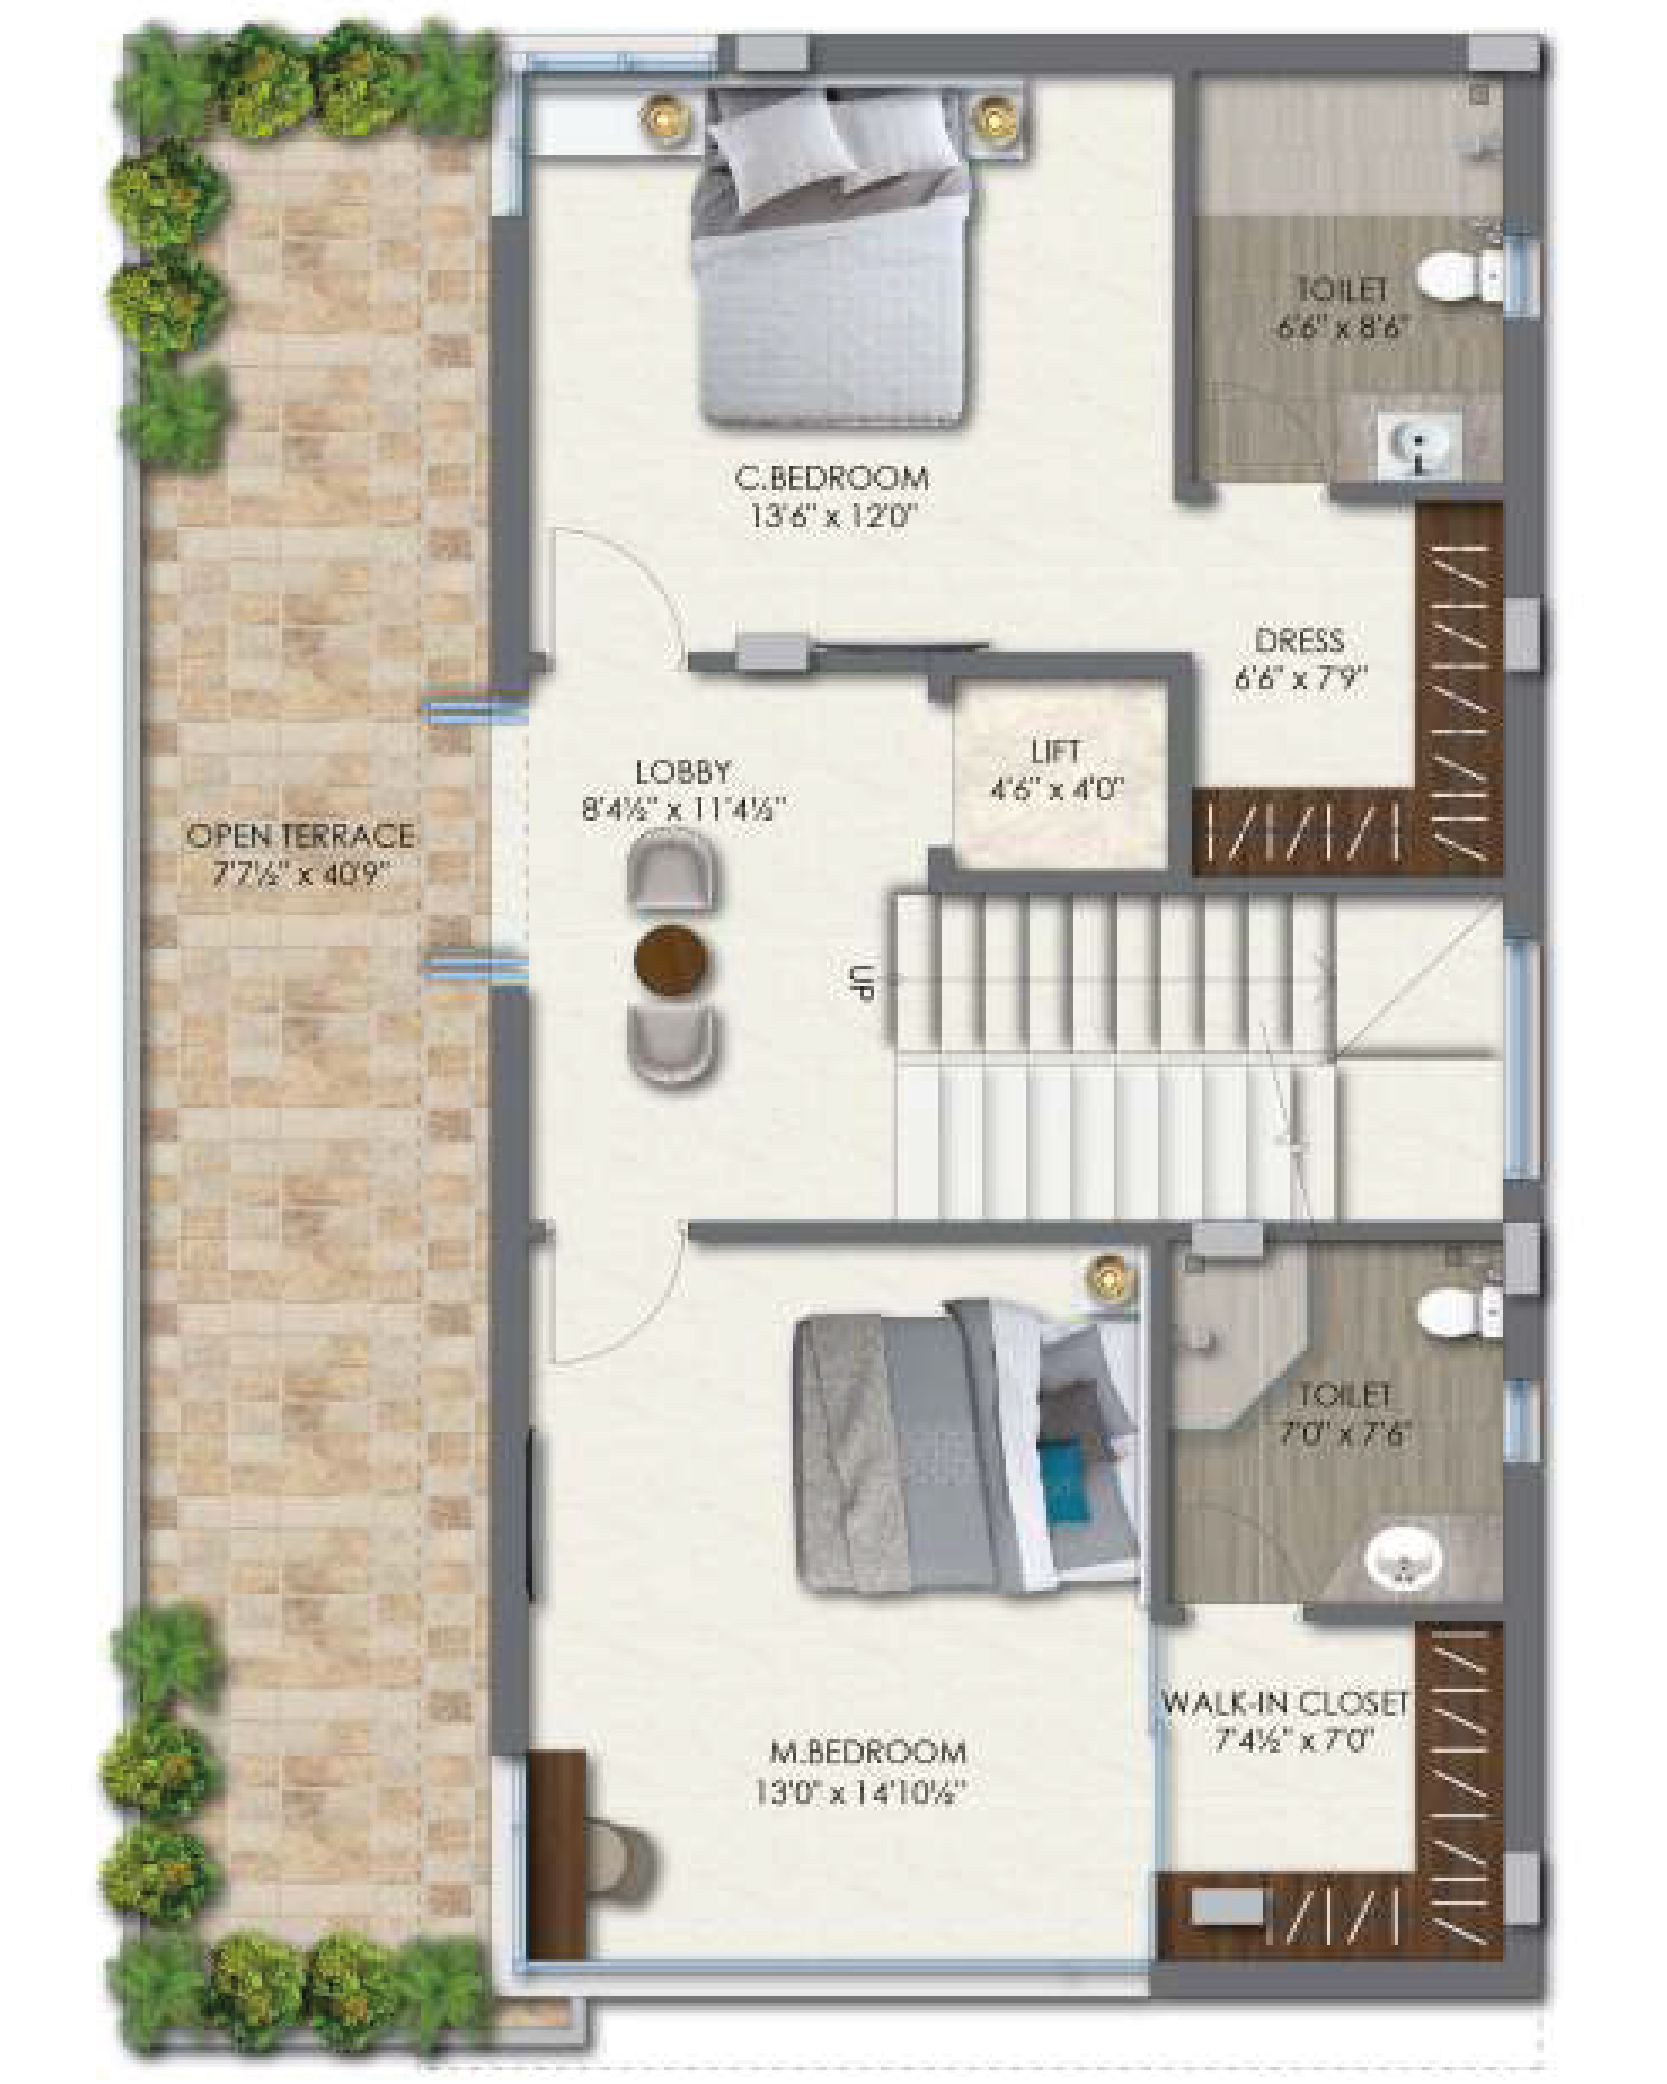 TOILET
6'6" x 8'6"
C.BEDROOM
13'6" x 12'0"
DRESS
6'6" x 7'9"
LIFT
4'6" x 4'0"
LOBBY
8'4½" x 11'4½"
OPEN TERRACE
7'7½" x 40'9"
UP
TOILET
7'0" x 7'6"
WALK-IN CLOSET
7'4½" x 7'0"
M.BEDROOM
13'0" x 14'10½"